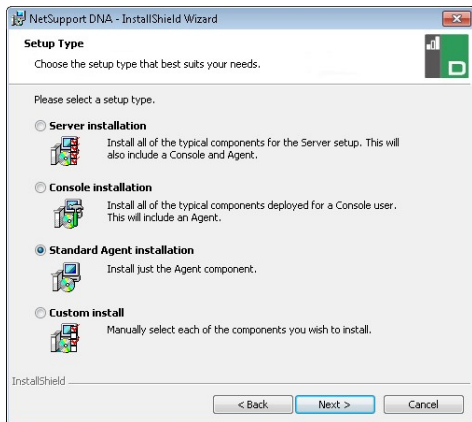 NetSupport DNA - InstallShield Wizard
Setup Type
Choose the setup type that best suits your needs.
D
Please select a setup type.
Server installation
Install all of the typical components for the Server setup. This will
also include a Console and Agent.
Console installation
Install all of the typical components deployed for a Console user.
This will include an Agent.
Standard Agent installation
Install just the Agent component.
Custom install
Manually select each of the components you wish to install.
InstallShield
< Back
Next >
Cancel